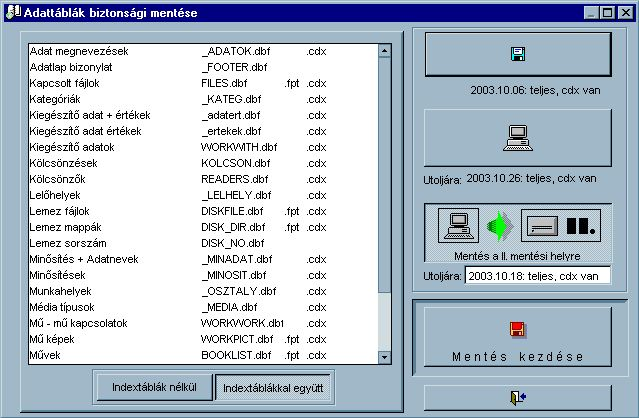 Adattáblák biztonsági mentése
Adat megnevezések _ADATOK.dbf .cdx
Adatlap bizonylat _FOOTER.dbf
Kapcsolt fájlok FILES.dbf .fpt .cdx
Kategóriák _KATEG.dbf .cdx
Kiegészítő adat + értékek _adatert.dbf .cdx
Kiegészítő adat értékek _ertekek.dbf .cdx
Kiegészítő adatok WORKWITH.dbf .cdx
Kölcsönzések KOLCSON.dbf .cdx
Kölcsönzők READERS.dbf .cdx
Lelőhelyek _LELHELY.dbf .cdx
Lemez fájlok DISKFILE.dbf .fpt .cdx
Lemez mappák DISK_DIR.dbf .fpt .cdx
Lemez sorszám DISK_NO.dbf
Minősítés + Adatnevek _MINADAT.dbf .cdx
Minősítések _MINOSIT.dbf .cdx
Munkahelyek _OSZTALY.dbf .cdx
Média típusok _MEDIA.dbf .cdx
Mű - mű kapcsolatok WORKWORK.dbf .cdx
Mű képek WORKPICT.dbf .fpt .cdx
Művek BOOKLIST.dbf .fpt .cdx
Indextáblák nélkül Indextáblákkal együtt
2003.10.06: teljes, cdx van
Utoljára: 2003.10.26: teljes, cdx van
II.
Mentés a II. mentési helyre
Utoljára: 2003.10.18: teljes, cdx van
Mentés kezdése